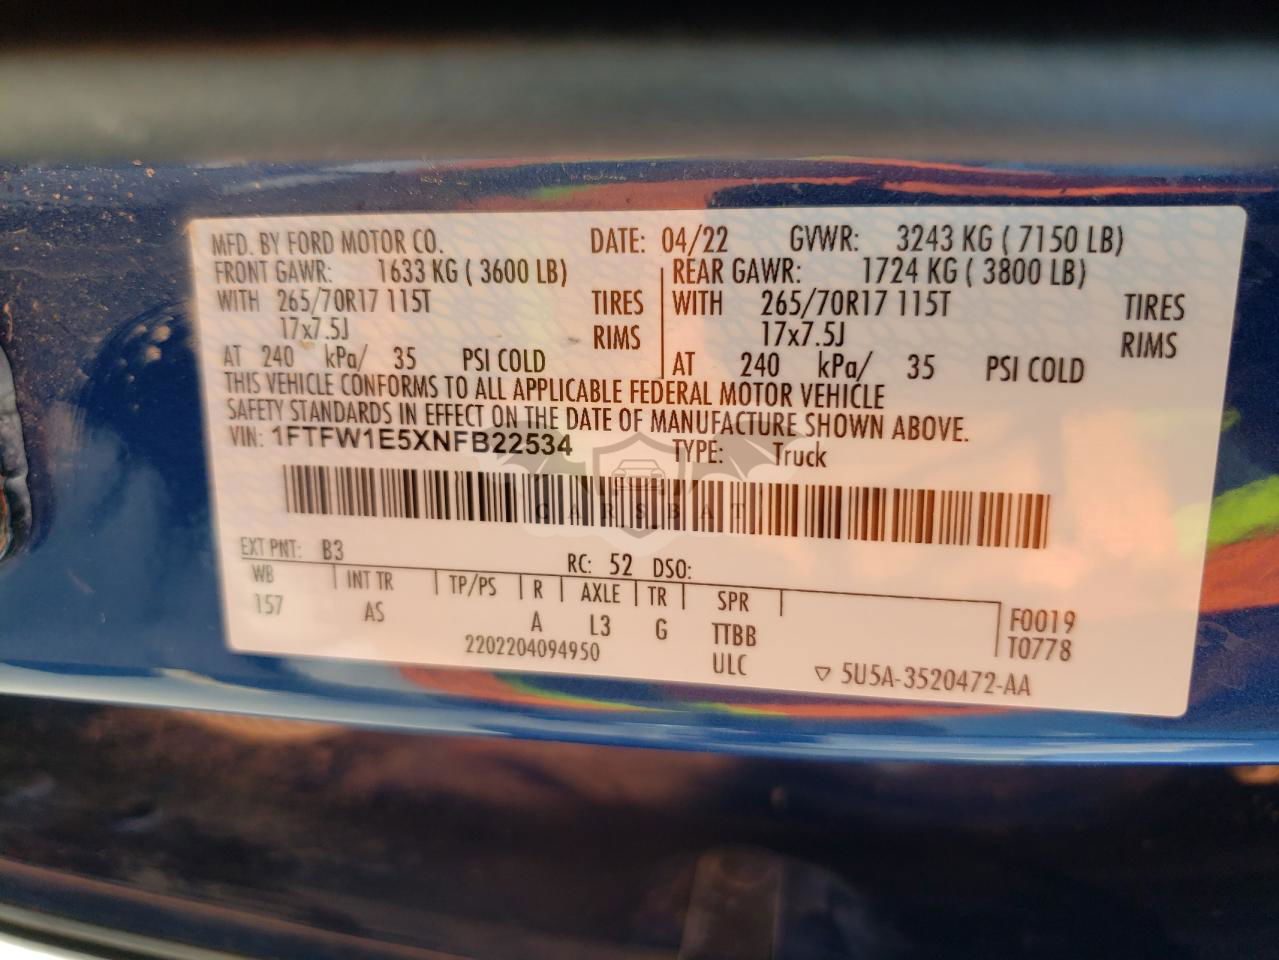 MFD. BY FORD MOTOR CO. DATE: 04/22 GVWR: 3243 KG ( 7150 LB)
FRONT GAWR: 1633 KG ( 3600 LB) REAR GAWR: 1724 KG ( 3800 LB)
WITH 265/70R17 115T TIRES WITH 265/70R17 115T TIRES
17x7.5J RIMS 17x7.5J RIMS
AT 240 kPa/ 35 PSI COLD AT 240 kPa/ 35 PSI COLD
THIS VEHICLE CONFORMS TO ALL APPLICABLE FEDERAL MOTOR VEHICLE
SAFETY STANDARDS IN EFFECT ON THE DATE OF MANUFACTURE SHOWN ABOVE.
VIN: 1FTFW1E5XNFB22534 TYPE: Truck
CARSBAT
EXT PNT: B3 RC: 52 DSO:
WB INT TR TP/PS R AXLE TR SPR
157 AS A L3 G TTBB F0019
2202204094950 ULC T0778
5U5A-3520472-AA